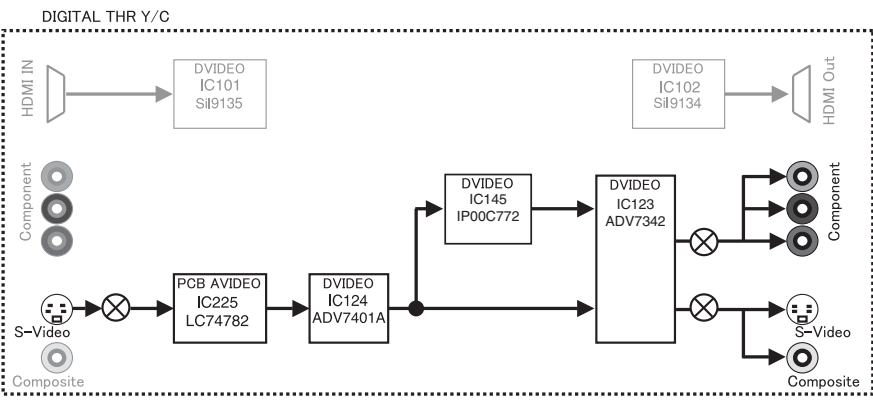 DIGITAL THR Y/C
HDMI IN
DVIDEO
IC101
SiI9135
DVIDEO
IC102
SiI9134
HDMI Out
Component
DVIDEO
IC145
IP00C772
DVIDEO
IC123
ADV7342
Component
S-Video
PCB AVIDEO
IC225
LC74782
DVIDEO
IC124
ADV7401A
S-Video
Composite
Composite